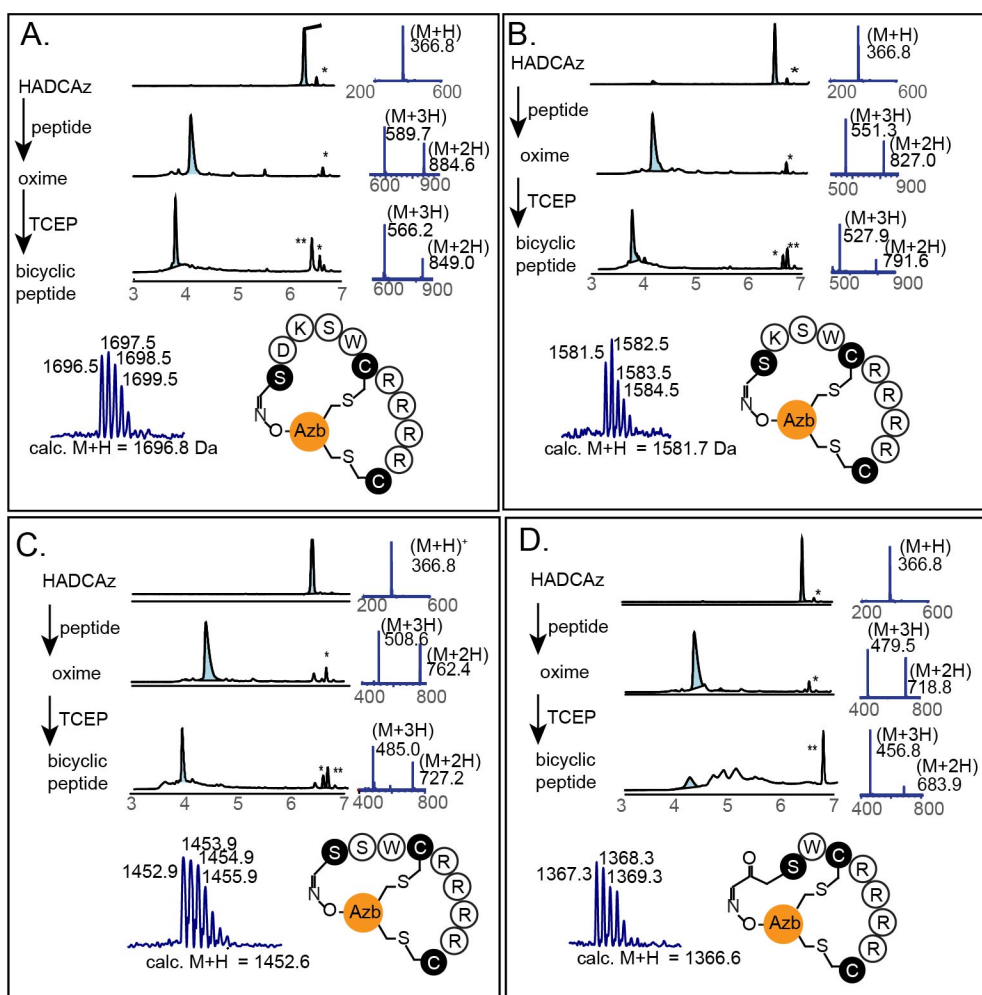 A.
HADCAz
peptide
oxime
TCEP
bicyclic
peptide
*
*
** *
3 4 5 6 7
(M+H)
366.8
200 600
(M+3H)
589.7
(M+2H)
884.6
600 900
(M+3H)
566.2
(M+2H)
849.0
600 900
1697.5
1696.5 1698.5
1699.5
calc. M+H = 1696.8 Da
S D K S W C R R R R C
N O Azb S S
B.
HADCAz
peptide
oxime
TCEP
bicyclic
peptide
*
*
* **
3 4 5 6 7
(M+H)
366.8
200 600
(M+3H)
551.3
(M+2H)
827.0
500 900
(M+3H)
527.9
(M+2H)
791.6
500 900
1581.5 1582.5
1583.5
1584.5
calc. M+H = 1581.7 Da
S K S W C R R R R C
N O Azb S S
C.
HADCAz
peptide
oxime
TCEP
bicyclic
peptide
*
* **
3 4 5 6 7
(M+H)+
366.8
200 600
(M+3H)
508.6
(M+2H)
762.4
400 800
(M+3H)
485.0
(M+2H)
727.2
400 800
1453.9
1452.9 1454.9
1455.9
calc. M+H = 1452.6
S S W C R R R R C
N O Azb S S
D.
HADCAz
peptide
oxime
TCEP
bicyclic
peptide
*
*
**
3 4 5 6 7
(M+H)
366.8
200 600
(M+3H)
479.5
(M+2H)
718.8
400 800
(M+3H)
456.8
(M+2H)
683.9
400 800
1367.3 1368.3
1369.3
calc. M+H = 1366.6
O S W C R R R R C
N O Azb S S